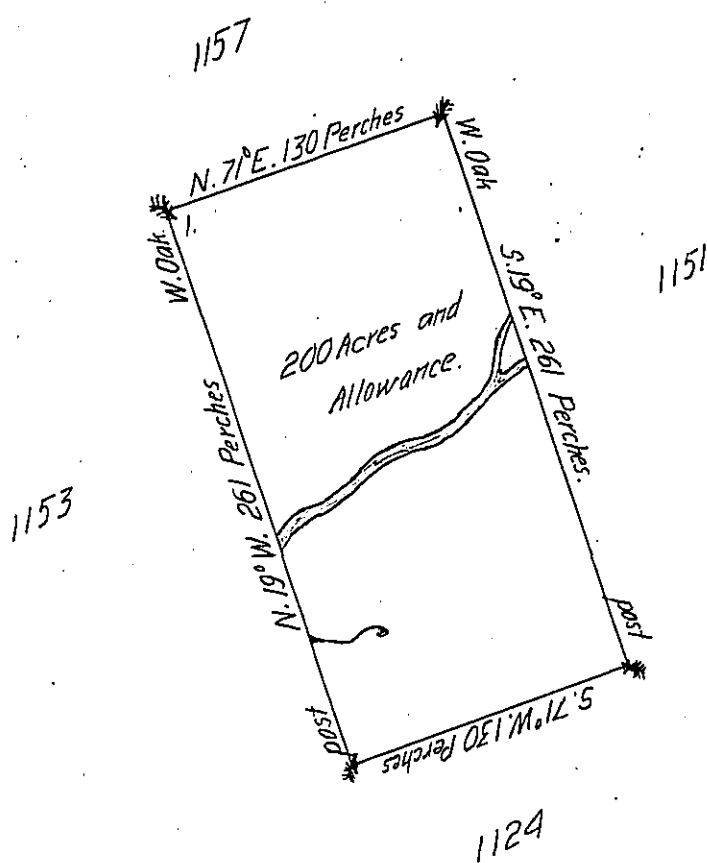 1157
N. 71° E. 130 Perches
W. Oak
1.
W. Oak
S. 19° E. 261 Perches.
1151
200 Acres and
Allowance.
N. 19° W. 261 Perches
1153
post
post
S. 71° W. 130 Perches
1124